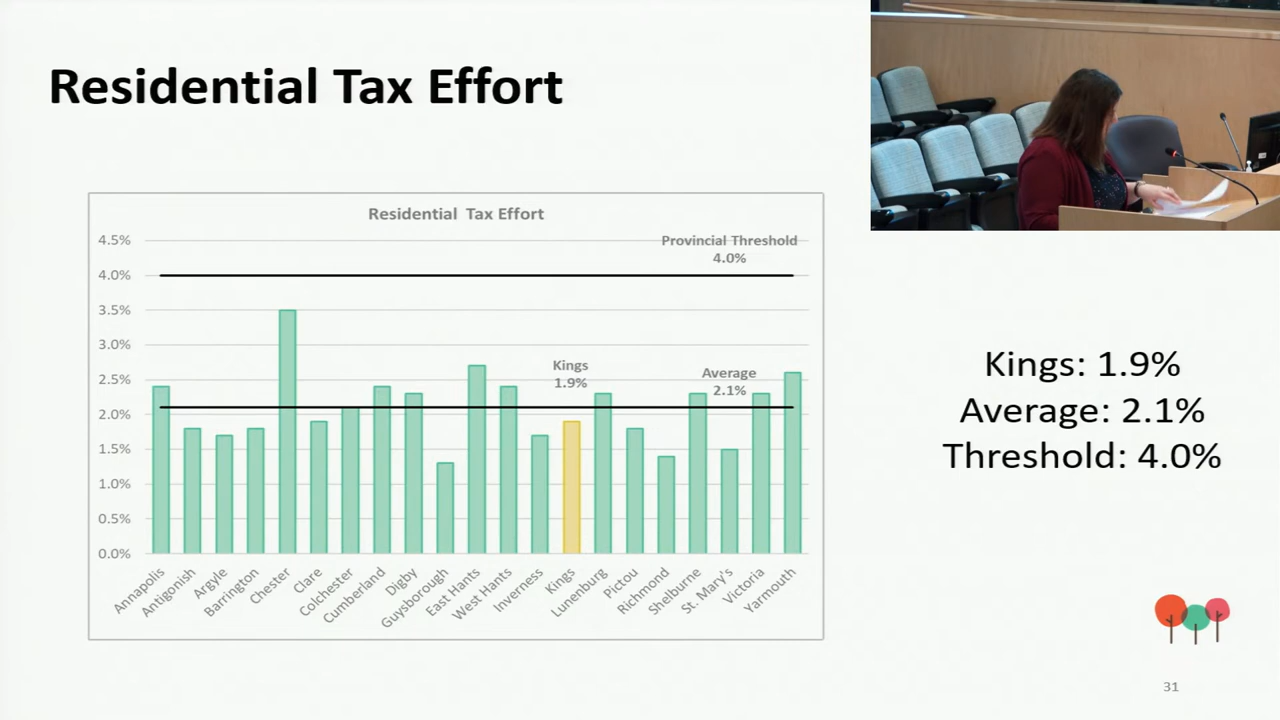 Residential Tax Effort
Residential Tax Effort
4.5%
4.0%
3.5%
3.0%
2.5%
2.0%
1.5%
1.0%
0.5%
0.0%
Provincial Threshold
4.0%
Kings
1.9%
Average
2.1%
Annapolis
Antigonish
Argyle
Barrington
Chester
Clare
Colchester
Cumberland
Digby
Guysborough
East Hants
West Hants
Inverness
Kings
Lunenburg
Pictou
Richmond
Shelburne
St. Mary's
Victoria
Yarmouth
Kings: 1.9%
Average: 2.1%
Threshold: 4.0%
31